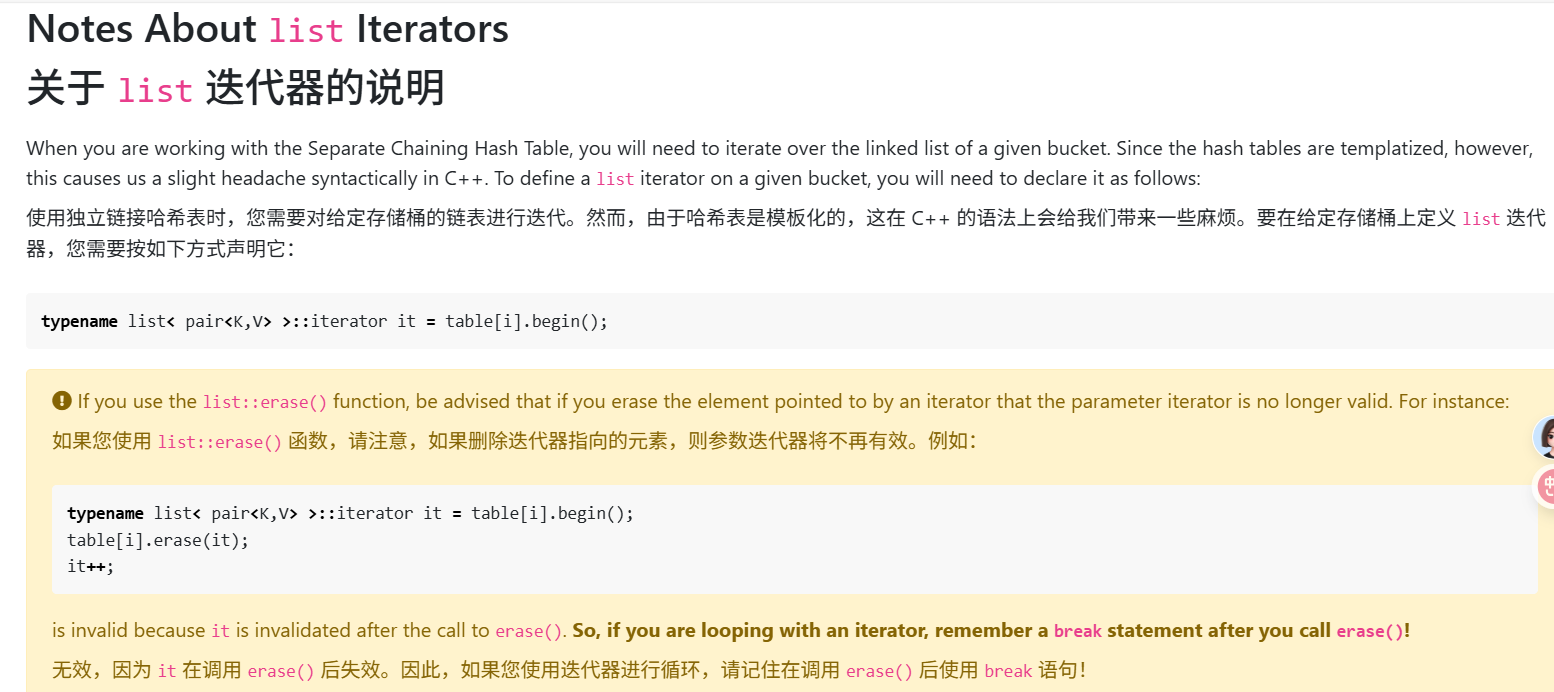 Notes About list Iterators
关于 list 迭代器的说明
When you are working with the Separate Chaining Hash Table, you will need to iterate over the linked list of a given bucket. Since the hash tables are templatized, however,
this causes us a slight headache syntactically in C++. To define a list iterator on a given bucket, you will need to declare it as follows:
使用独立链接哈希表时，您需要对给定存储桶的链表进行迭代。然而，由于哈希表是模板化的，这在 C++ 的语法上会给我们带来一些麻烦。要在给定存储桶上定义 list 迭代
器，您需要按如下方式声明它：
typename list< pair<K,V> >::iterator it = table[i].begin();
If you use the list::erase() function, be advised that if you erase the element pointed to by an iterator that the parameter iterator is no longer valid. For instance:
如果您使用 list::erase() 函数，请注意，如果删除迭代器指向的元素，则参数迭代器将不再有效。例如：
typename list< pair<K,V> >::iterator it = table[i].begin();
table[i].erase(it);
it++;
is invalid because it is invalidated after the call to erase(). So, if you are looping with an iterator, remember a break statement after you call erase()!
无效，因为 it 在调用 erase() 后失效。因此，如果您使用迭代器进行循环，请记住在调用 erase() 后使用 break 语句！